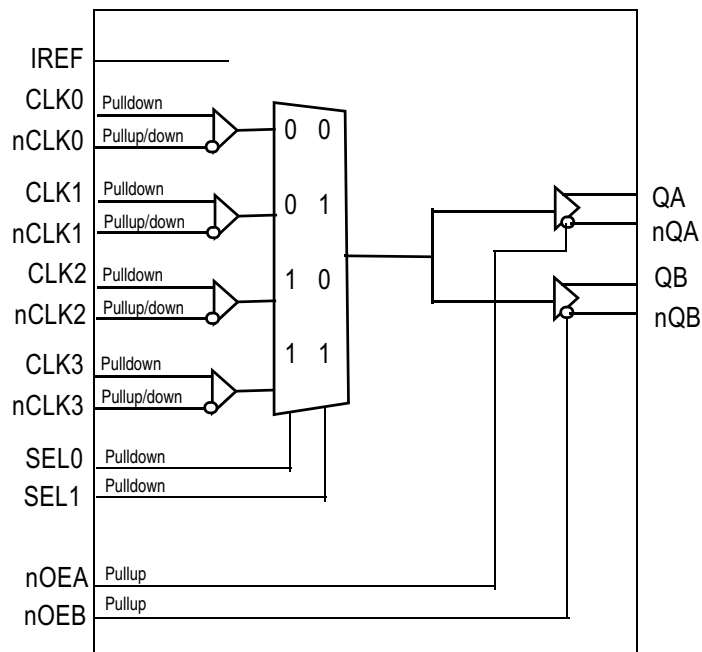 IREF
CLK0 Pulldown
nCLK0 Pullup/down
0 0
CLK1 Pulldown
nCLK1 Pullup/down
0 1
CLK2 Pulldown
nCLK2 Pullup/down
1 0
CLK3 Pulldown
nCLK3 Pullup/down
1 1
SEL0 Pulldown
SEL1 Pulldown
nOEA Pullup
nOEB Pullup
QA
nQA
QB
nQB